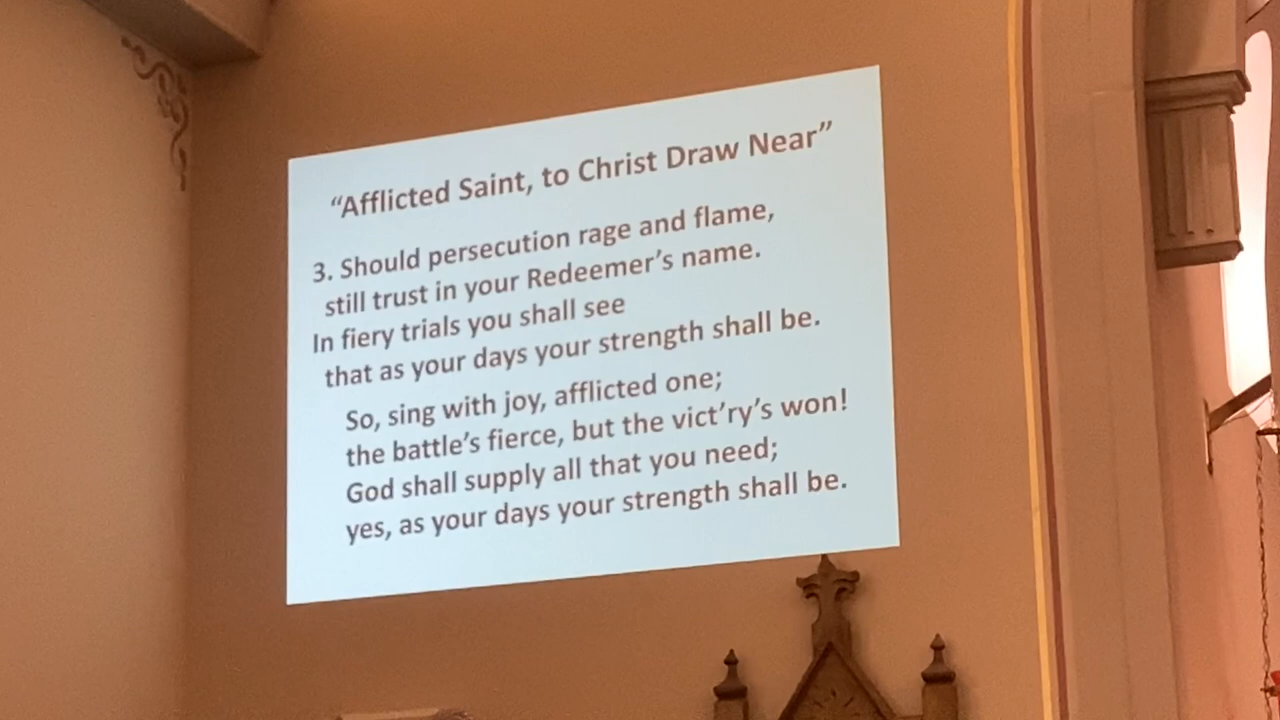 “Afflicted Saint, to Christ Draw Near”
3. Should persecution rage and flame,
still trust in your Redeemer’s name.
In fiery trials you shall see
that as your days your strength shall be.
So, sing with joy, afflicted one;
the battle’s fierce, but the vict’ry’s won!
God shall supply all that you need;
yes, as your days your strength shall be.